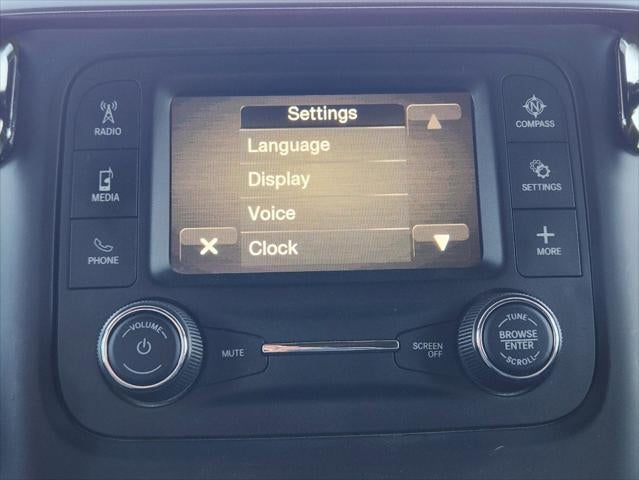 Settings
Language
Display
Voice
Clock
RADIO
MEDIA
PHONE
N
COMPASS
SETTINGS
MORE
VOLUME
MUTE
SCREEN
OFF
TUNE
BROWSE
ENTER
SCROLL